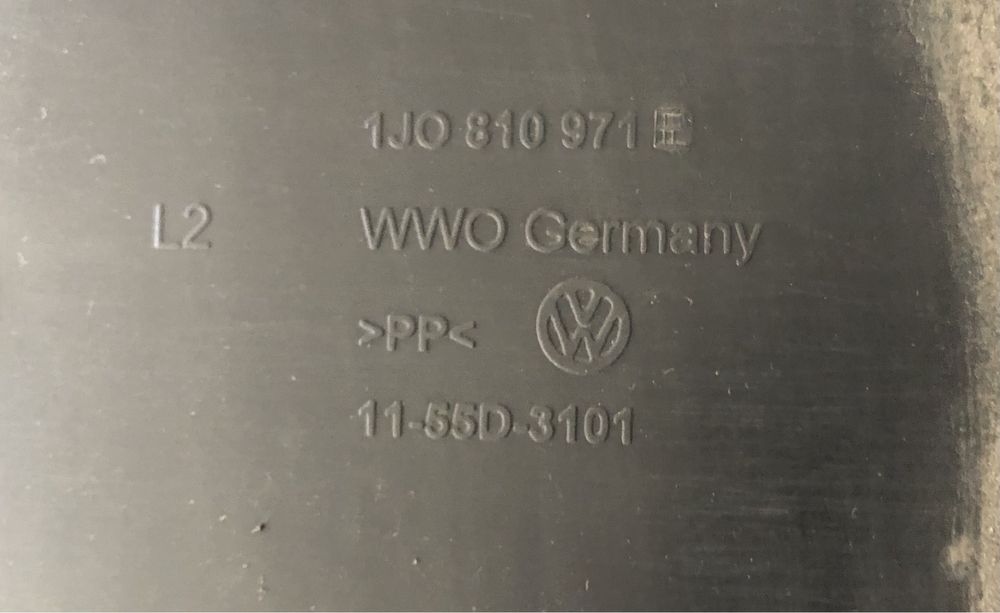 1JO 810 971
L2 WWO Germany
>PP<
11-55D-3101